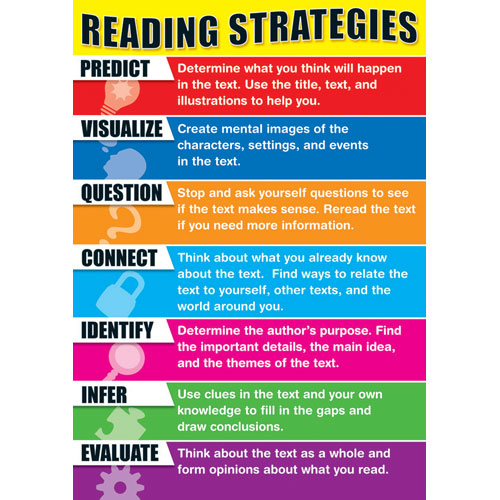 READING STRATEGIES
PREDICT
Determine what you think will happen
in the text. Use the title, text, and
illustrations to help you.
VISUALIZE
Create mental images of the
characters, settings, and events
in the text.
QUESTION
Stop and ask yourself questions to see
if the text makes sense. Reread the text
if you need more information.
CONNECT
Think about what you already know
about the text. Find ways to relate the
text to yourself, other texts, and the
world around you.
IDENTIFY
Determine the author's purpose. Find
the important details, the main idea,
and the themes of the text.
INFER
Use clues in the text and your own
knowledge to fill in the gaps and
draw conclusions.
EVALUATE
Think about the text as a whole and
form opinions about what you read.